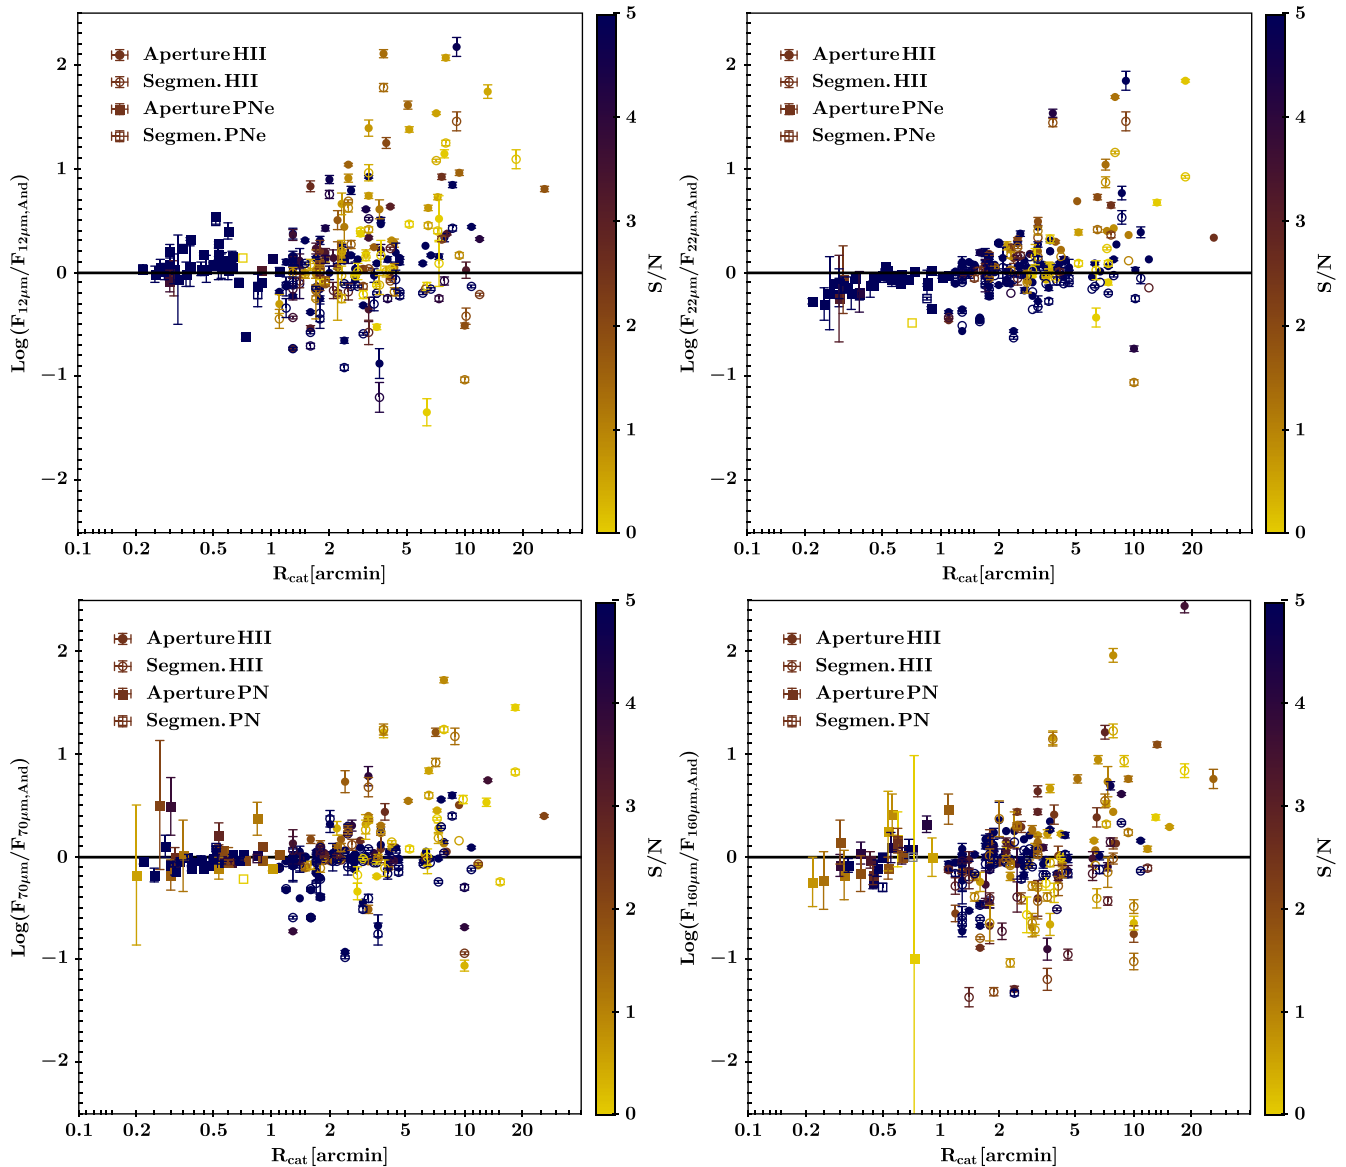 Log (F12μm/F12μm,And)
2
1
0
−1
−2
Aperture HII
Segmen. HII
Aperture PNe
Segmen. PNe
0.1 0.2 0.5 1 2 5 10 20
Rcat[arcmin]
5
4
3
2
1
0
S/N
Log (F22μm/F22μm,And)
2
1
0
−1
−2
Aperture HII
Segmen. HII
Aperture PNe
Segmen. PNe
0.1 0.2 0.5 1 2 5 10 20
Rcat[arcmin]
5
4
3
2
1
0
S/N
Log(F70μm/F70μm,And)
2
1
0
−1
−2
Aperture HII
Segmen. HII
Aperture PN
Segmen. PN
0.1 0.2 0.5 1 2 5 10 20
Rcat[arcmin]
5
4
3
2
1
0
S/N
Log(F160μm/F160μm,And)
2
1
0
−1
−2
Aperture HII
Segmen. HII
Aperture PN
Segmen. PN
0.1 0.2 0.5 1 2 5 10 20
Rcat[arcmin]
5
4
3
2
1
0
S/N